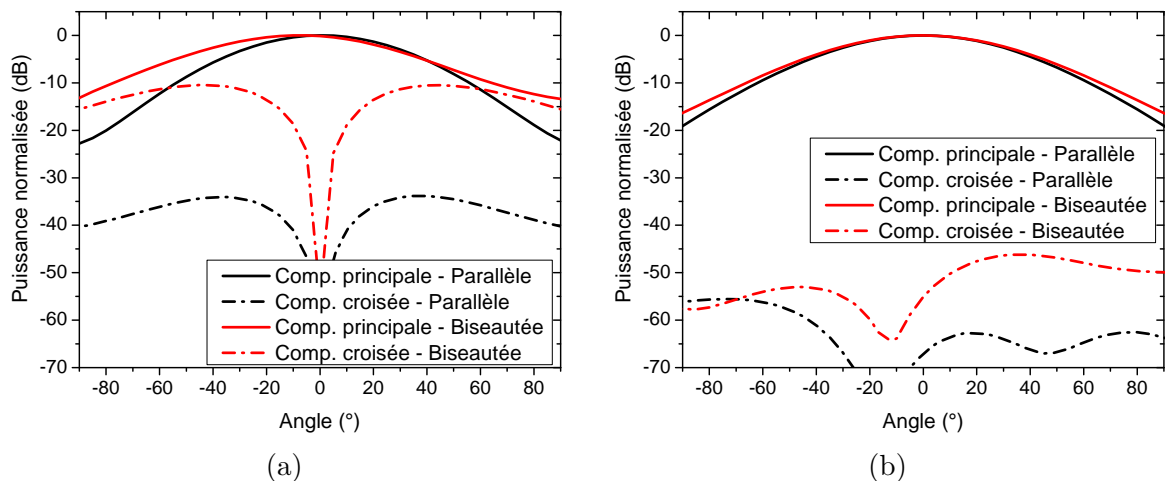 Puissance normalisée (dB)
0
-10
-20
-30
-40
-50
-60
-70
Comp. principale - Parallèle
Comp. croisée - Parallèle
Comp. principale - Biseautée
Comp. croisée - Biseautée
-80 -60 -40 -20 0 20 40 60 80
Angle (°)
(a)
Puissance normalisée (dB)
0
-10
-20
-30
-40
-50
-60
-70
Comp. principale - Parallèle
Comp. croisée - Parallèle
Comp. principale - Biseautée
Comp. croisée - Biseautée
-80 -60 -40 -20 0 20 40 60 80
Angle (°)
(b)